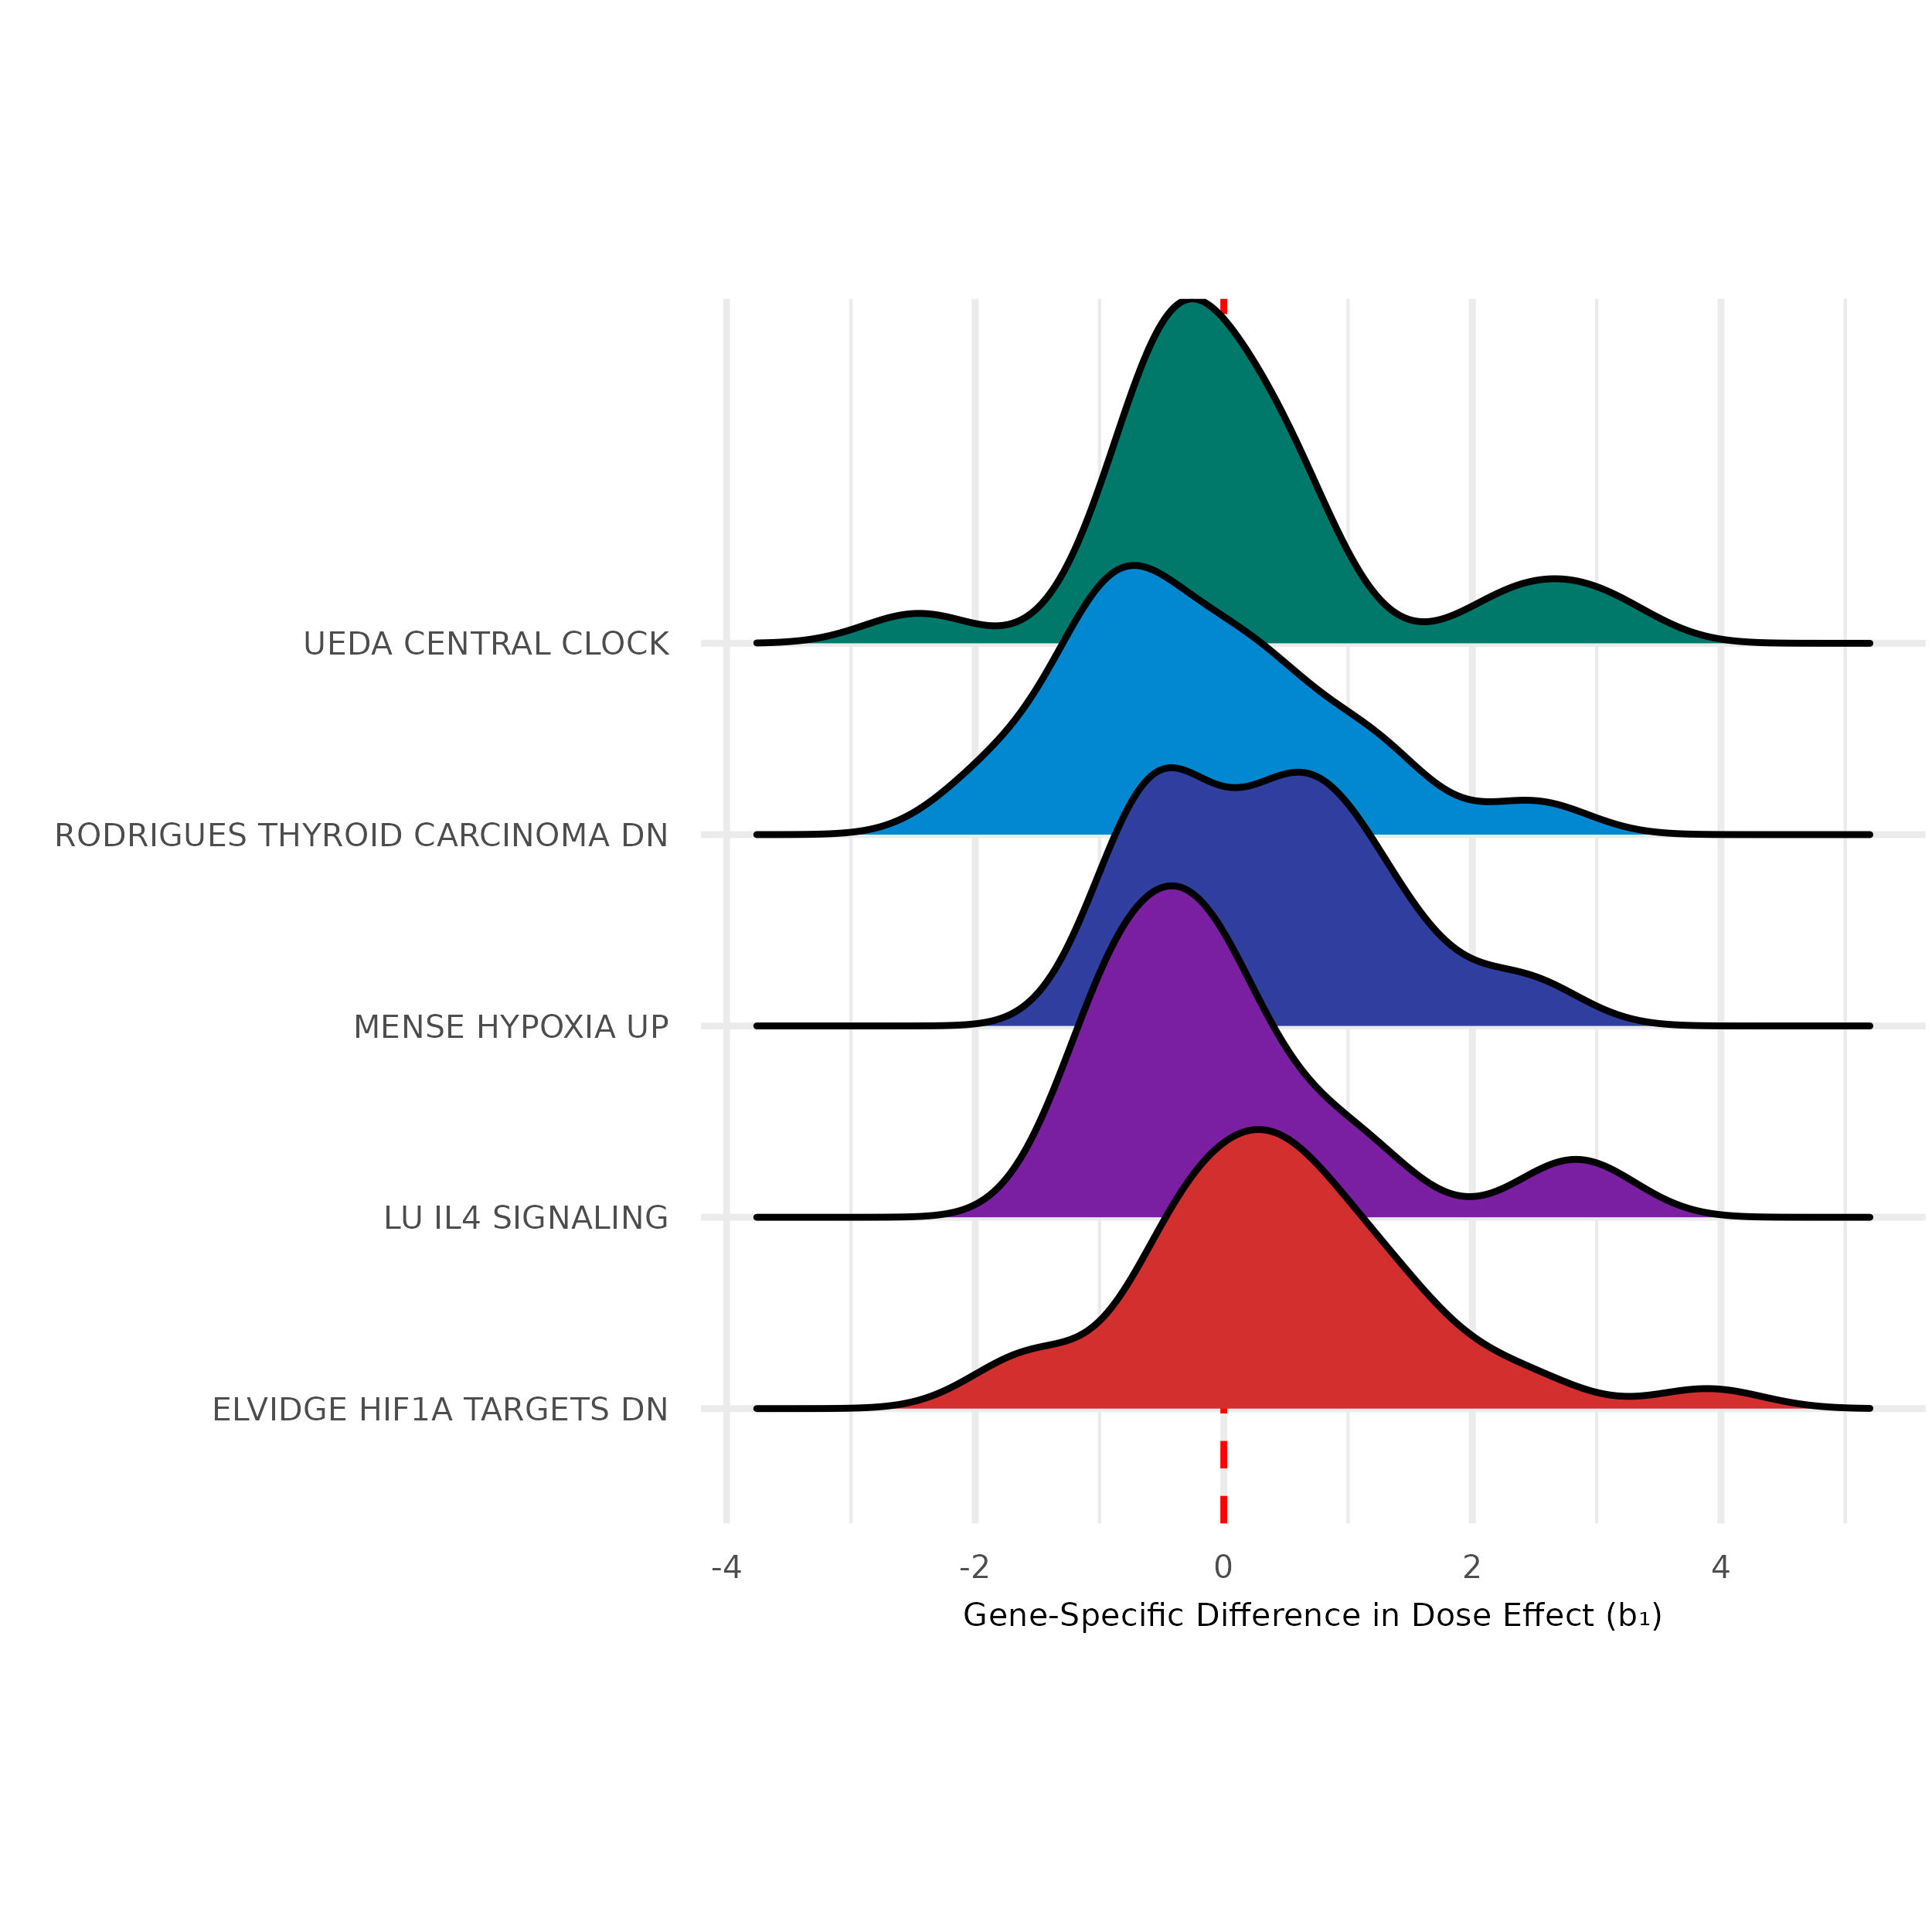 UEDA CENTRAL CLOCK
RODRIGUES THYROID CARCINOMA DN
MENSE HYPOXIA UP
LU IL4 SIGNALING
ELVIDGE HIF1A TARGETS DN
-4 -2 0 2 4
Gene-Specific Difference in Dose Effect (b₁)